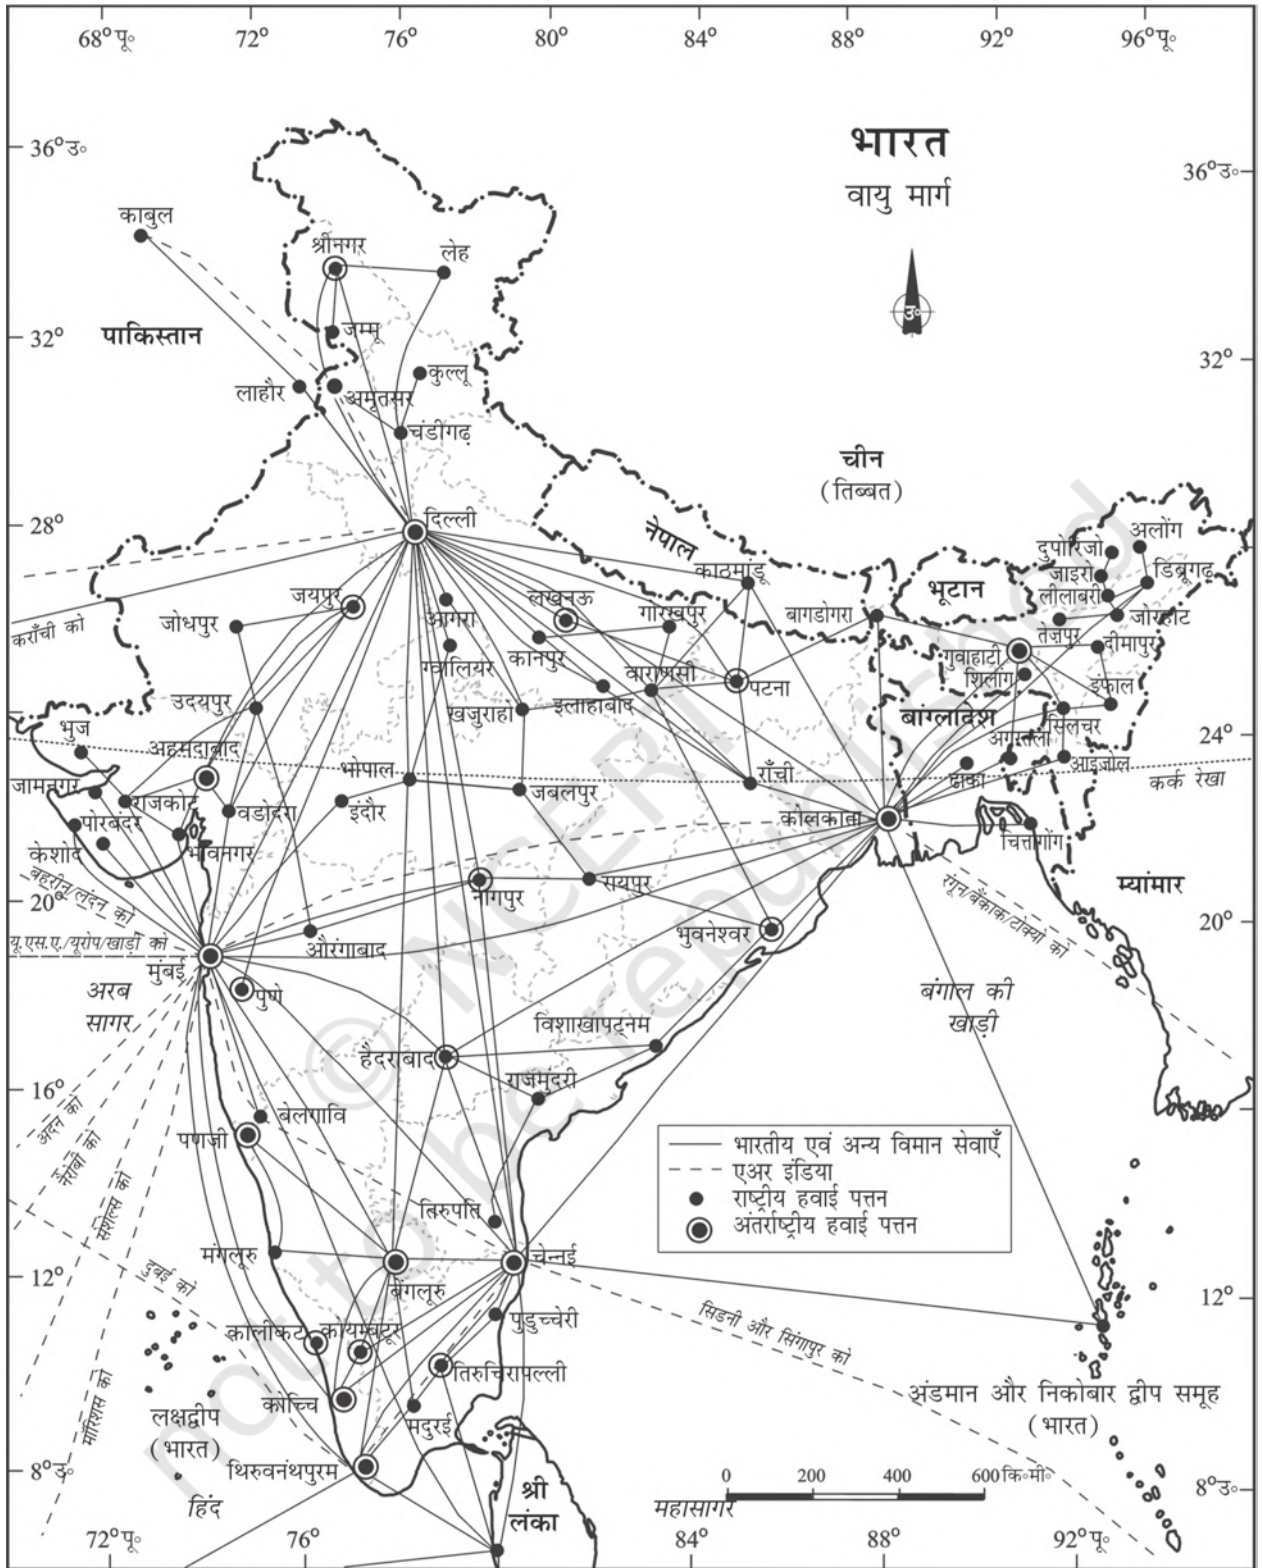 68°पू॰ 72° 76° 80° 84° 88° 92° 96°पू॰
36°उ॰
भारत
36°उ॰
वायु मार्ग
काबुल
श्रीनगर
लेह
उ॰
पाकिस्तान
जम्मू
32°
32°
कुल्लू
लाहौर
अमृतसर
चंडीगढ़
चीन
(तिब्बत)
28°
दिल्ली
नेपाल
अलोंग
दुपोरिजो
काठमांडू
जाइरो
डिब्रूगढ़
भूटान
लीलाबरी
जयपुर
आगरा
लखनऊ
गोरखपुर
बागडोगरा
जोरहाट
कराँची को
जोधपुर
तेजपुर
दीमापुर
ग्वालियर
कानपुर
गुवाहाटी
वाराणसी
पटना
शिलांग
इंफाल
उदयपुर
खजुराहो
इलाहाबाद
बांग्लादेश
सिलचर
भुज
अहमदाबाद
अगरतला
24°
भोपाल
राँची
ढाका
आइजोल
जामनगर
राजकोट
वडोदरा
इंदौर
जबलपुर
कर्क रेखा
पोरबंदर
कोलकाता
केशोद
भावनगर
चित्तागोंग
बहरीन/लंदन को
नागपुर
रायपुर
रंगून/बैंकाक/टोक्यो को
म्यांमार
20°
20°
यू.एस.ए./यूरोप/खाड़ी को
औरंगाबाद
भुवनेश्वर
मुंबई
अरब
सागर
पुणे
बंगाल की
खाड़ी
विशाखापट्नम
हैदराबाद
राजमुंदरी
16°
अदन को
बेलगावि
नैरोबी को
पणजी
भारतीय एवं अन्य विमान सेवाएँ
एअर इंडिया
सेशेल्स को
तिरुपति
राष्ट्रीय हवाई पत्तन
अंतर्राष्ट्रीय हवाई पत्तन
मंगलूरु
चेन्नई
12°
दुबई को
बेंगलूरु
12°
पुडुच्चेरी
सिडनी और सिंगापुर को
कालीकट
कोयम्बटूर
तिरुचिरापल्ली
मॉरिशस को
कोच्चि
अंडमान और निकोबार द्वीप समूह
(भारत)
लक्षद्वीप
(भारत)
मदुरई
8°उ॰
थिरुवनंथपुरम
0 200 400 600 कि॰मी॰
8°उ॰
हिंद
श्री
लंका
महासागर
72°पू॰ 76° 84° 88° 92°पू॰
© NCERT
not to be republished